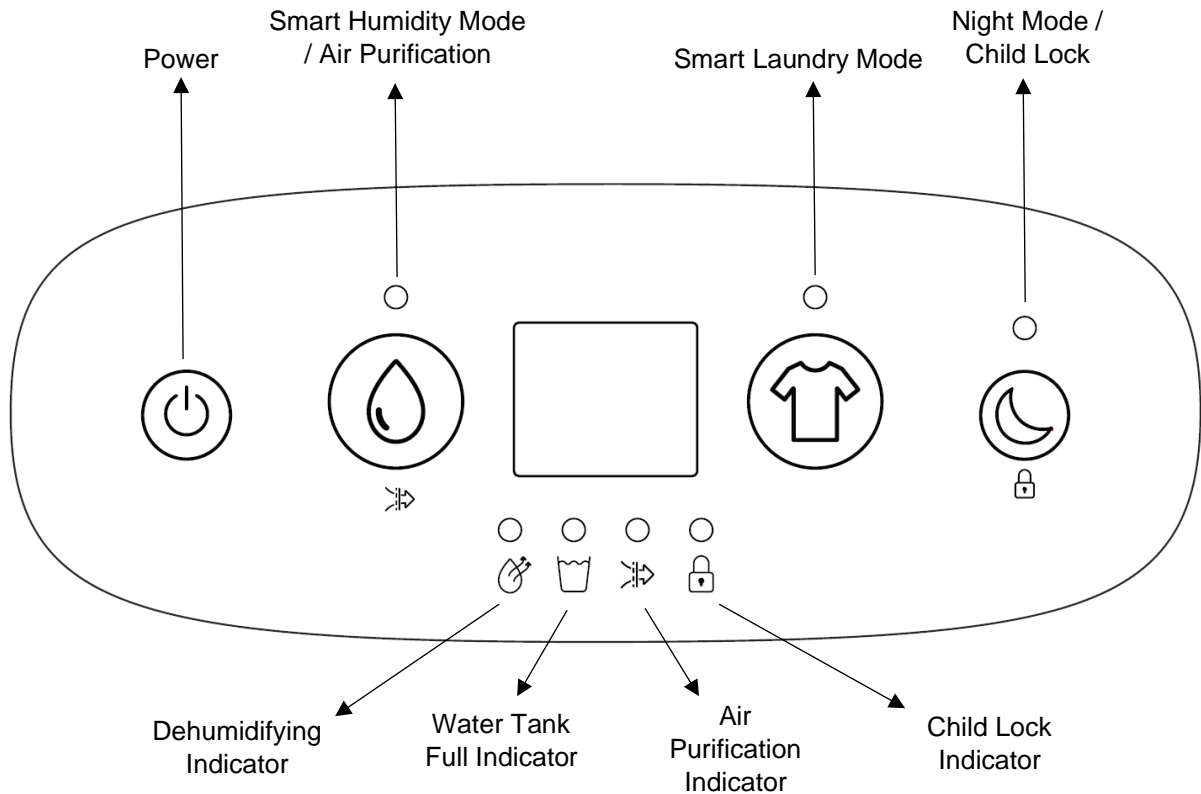 Power
Smart Humidity Mode
/ Air Purification
Smart Laundry Mode
Night Mode /
Child Lock
Dehumidifying
Indicator
Water Tank
Full Indicator
Air
Purification
Indicator
Child Lock
Indicator